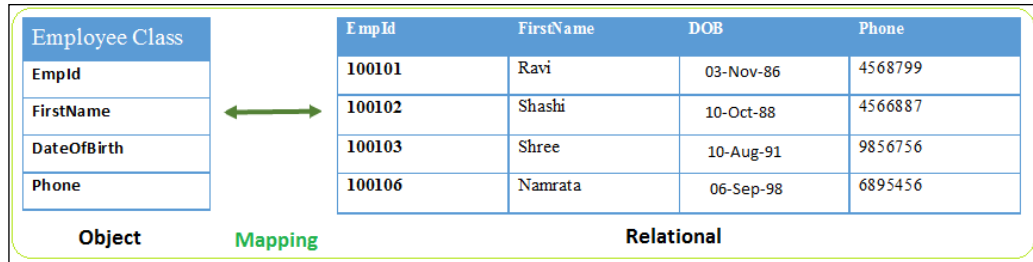 Employee Class
EmpId
FirstName
DateOfBirth
Phone
EmpId FirstName DOB Phone
100101 Ravi 03-Nov-86 4568799
100102 Shashi 10-Oct-88 4566887
100103 Shree 10-Aug-91 9856756
100106 Namrata 06-Sep-98 6895456
Object Mapping Relational